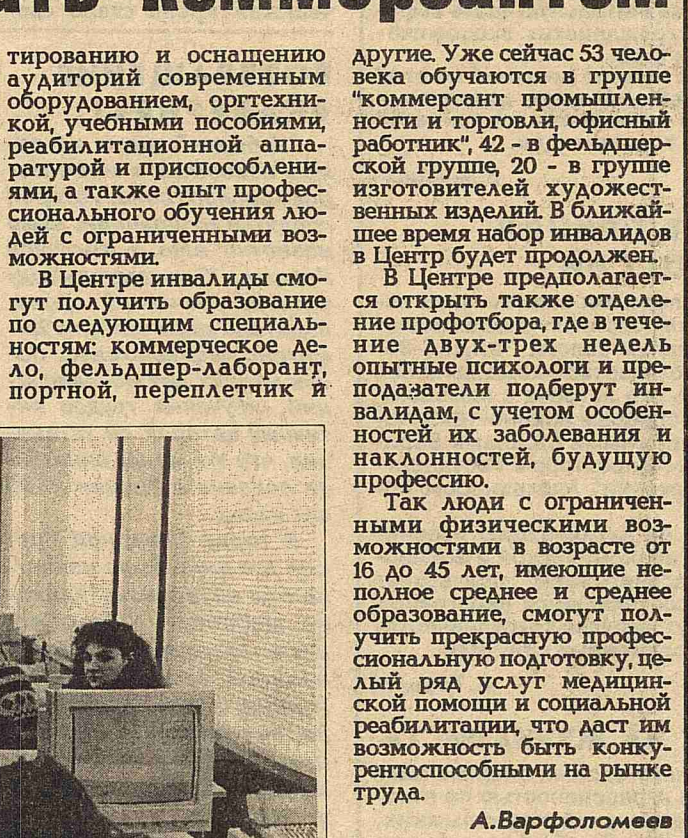 ать коммерсантом
тированию и оснащению
аудиторий современным
оборудованием, оргтехни-
кой, учебными пособиями,
реабилитационной аппа-
ратурой и приспособлени-
ями, а также опыт профес-
сионального обучения лю-
дей с ограниченными воз-
можностями.
В Центре инвалиды смо-
гут получить образование
по следующим специаль-
ностям: коммерческое де-
ло, фельдшер-лаборант,
портной, переплетчик и
другие. Уже сейчас 53 чело-
века обучаются в группе
"коммерсант промышлен-
ности и торговли, офисный
работник", 42 - в фельдшер-
ской группе, 20 - в группе
изготовителей художест-
венных изделий. В ближай-
шее время набор инвалидов
в Центр будет продолжен.
В Центре предполагает-
ся открыть также отделе-
ние профотбора, где в тече-
ние двух-трех недель
опытные психологи и пре-
подаватели подберут ин-
валидам, с учетом особен-
ностей их заболевания и
наклонностей, будущую
профессию.
Так люди с ограничен-
ными физическими воз-
можностями в возрасте от
16 до 45 лет, имеющие не-
полное среднее и среднее
образование, смогут пол-
учить прекрасную профес-
сиональную подготовку, це-
лый ряд услуг медицин-
ской помощи и социальной
реабилитации, что даст им
возможность быть конку-
рентоспособными на рынке
труда.
А.Варфоломеев